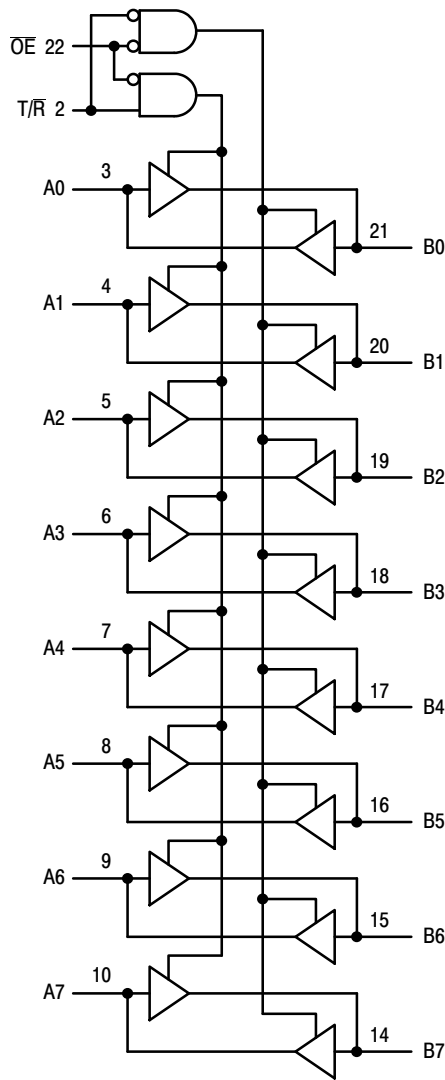 O̅E̅ 22
T/R̅ 2
A0 3
21 B0
A1 4
20 B1
A2 5
19 B2
A3 6
18 B3
A4 7
17 B4
A5 8
16 B5
A6 9
15 B6
A7 10
14 B7